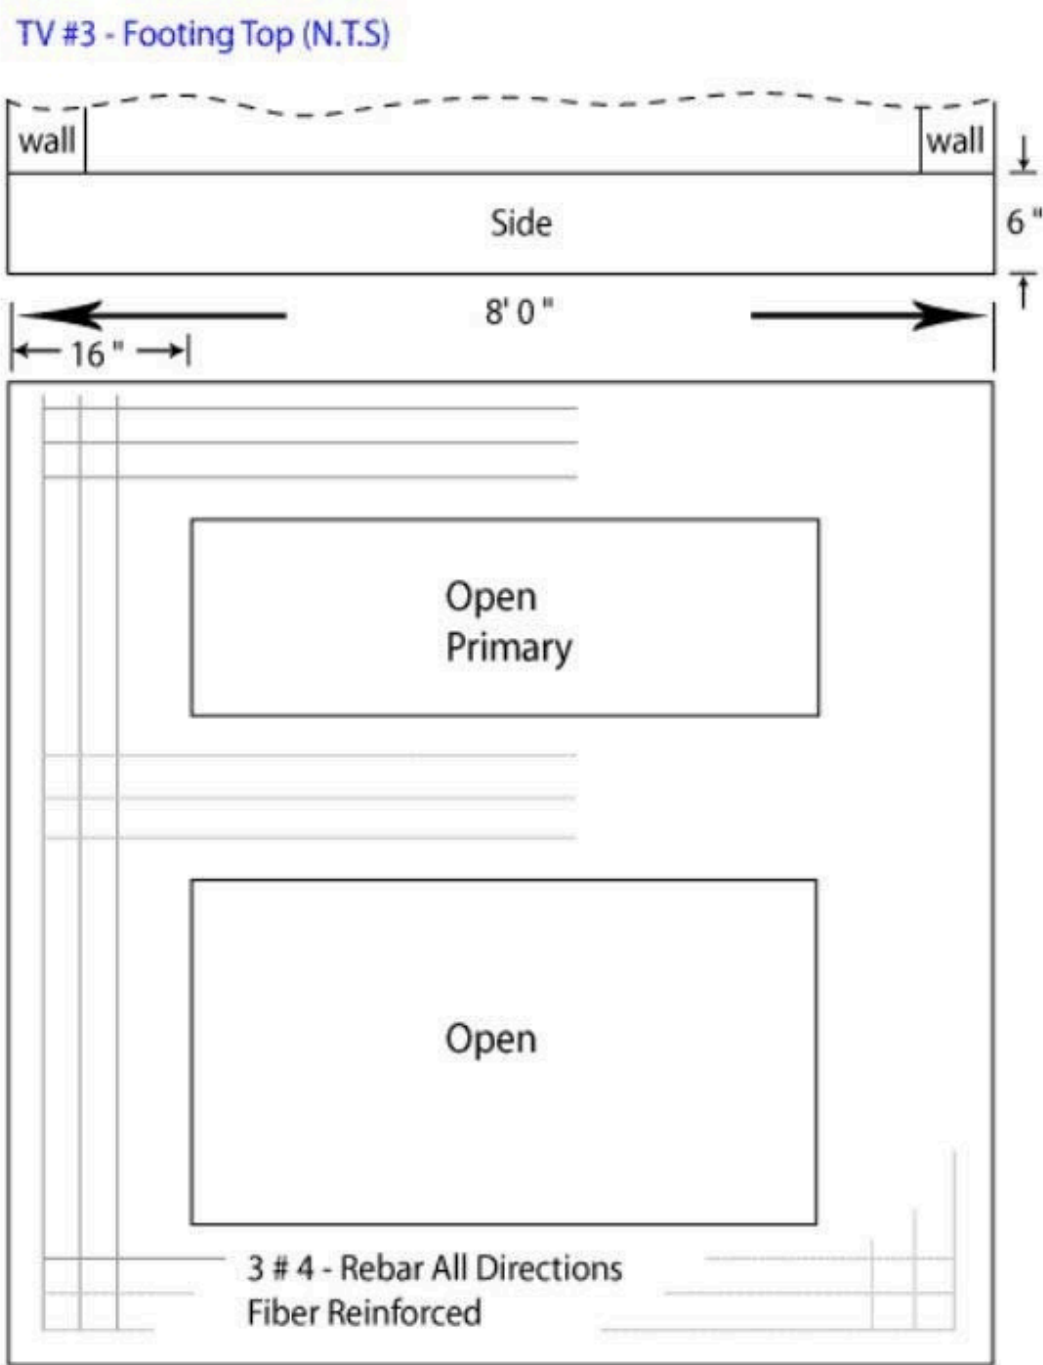 TV #3 - Footing Top (N.T.S)
wall
wall
Side
6 "
8' 0 "
16 "
Open
Primary
Open
3 # 4 - Rebar All Directions
Fiber Reinforced